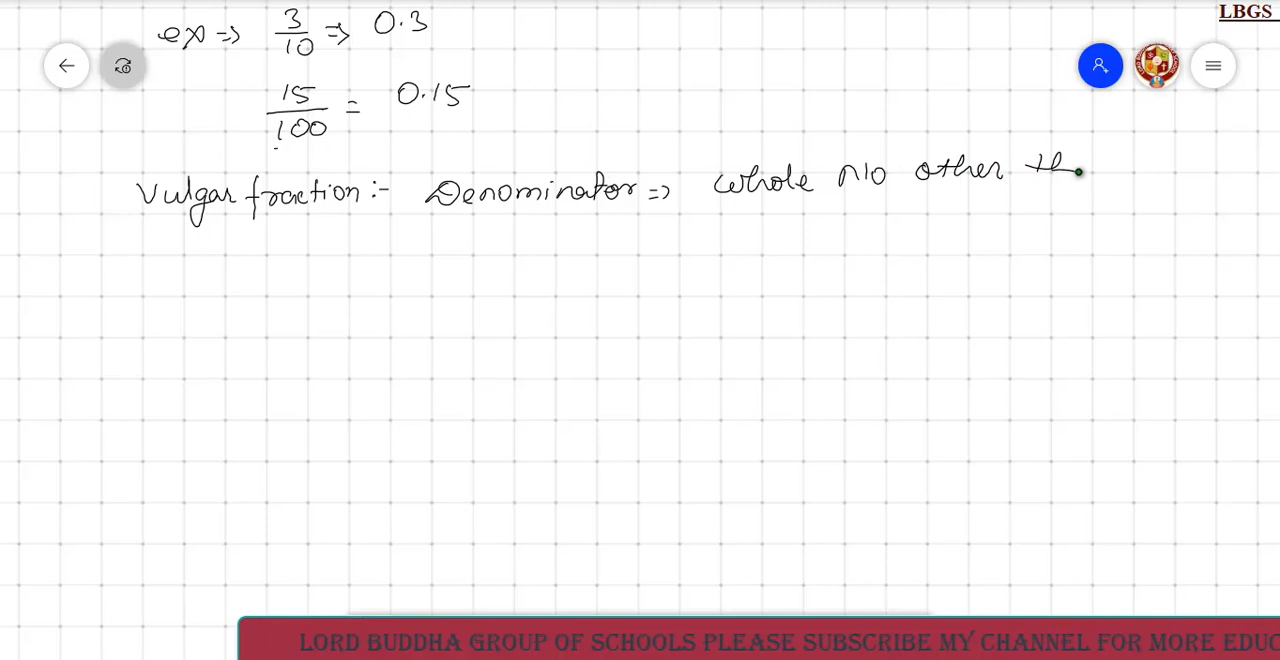 LBGS
ex => 3/10 => 0.3
15/100 = 0.15
Vulgar fraction :- Denominator => whole n/o other th
LORD BUDDHA GROUP OF SCHOOLS PLEASE SUBSCRIBE MY CHANNEL FOR MORE EDUC